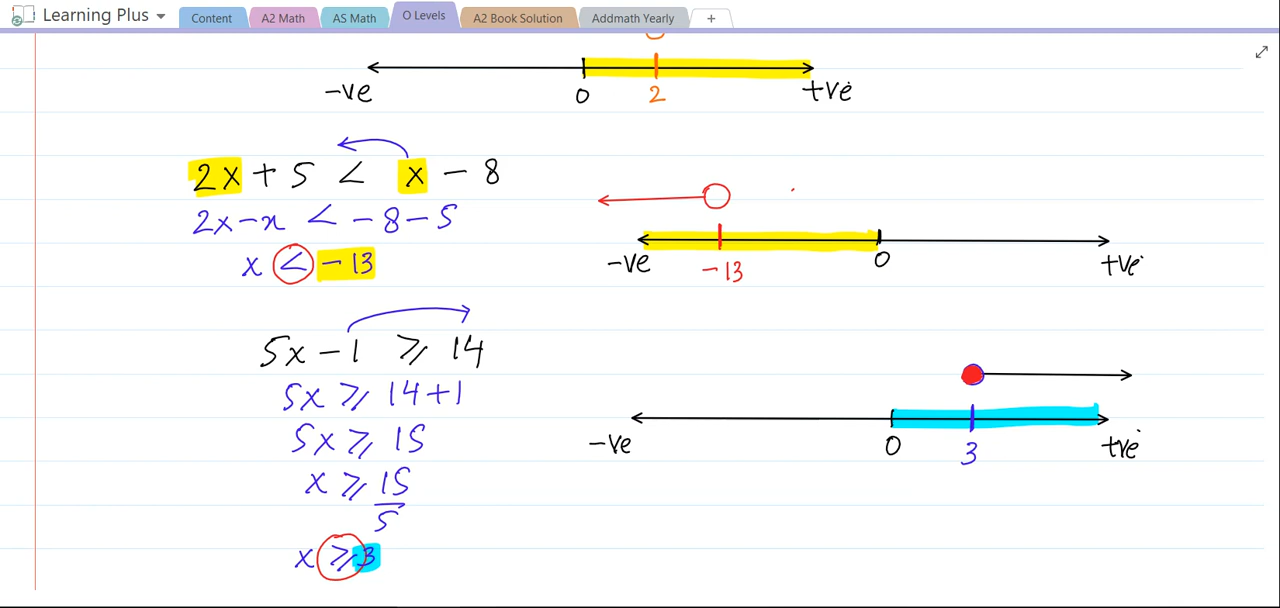 Learning Plus
Content A2 Math AS Math O Levels A2 Book Solution Addmath Yearly +
-ve 0 2 +ve
2x + 5 < x - 8
2x - x < -8 - 5
x < -13
-ve -13 0 +ve
5x - 1 ≥ 14
5x ≥ 14 + 1
5x ≥ 15
x ≥ 15/5
x ≥ 3
-ve 0 3 +ve